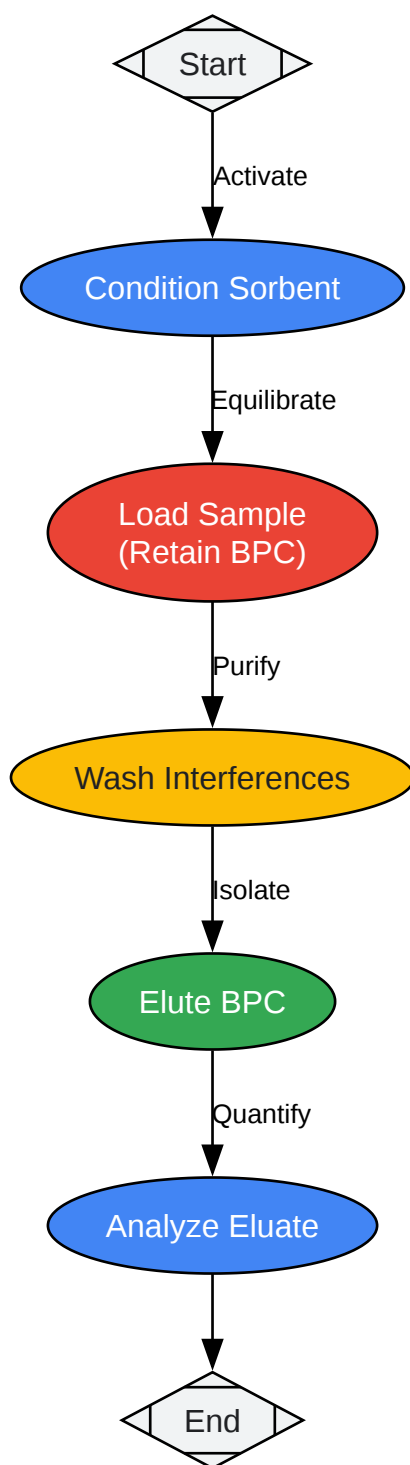 Start
Activate
Condition Sorbent
Equilibrate
Load Sample
(Retain BPC)
Purify
Wash Interferences
Isolate
Elute BPC
Quantify
Analyze Eluate
End